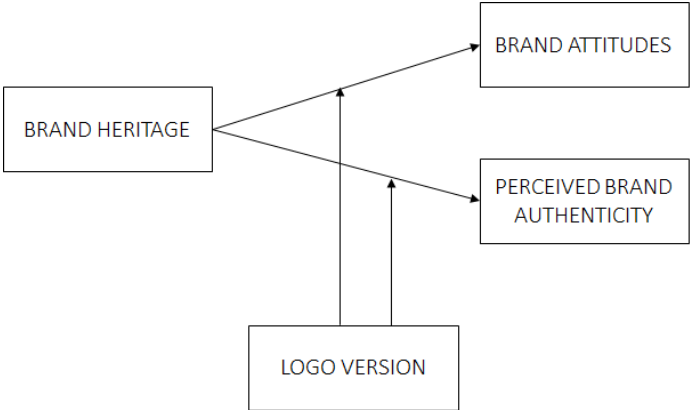 BRAND ATTITUDES
BRAND HERITAGE
PERCEIVED BRAND
AUTHENTICITY
LOGO VERSION